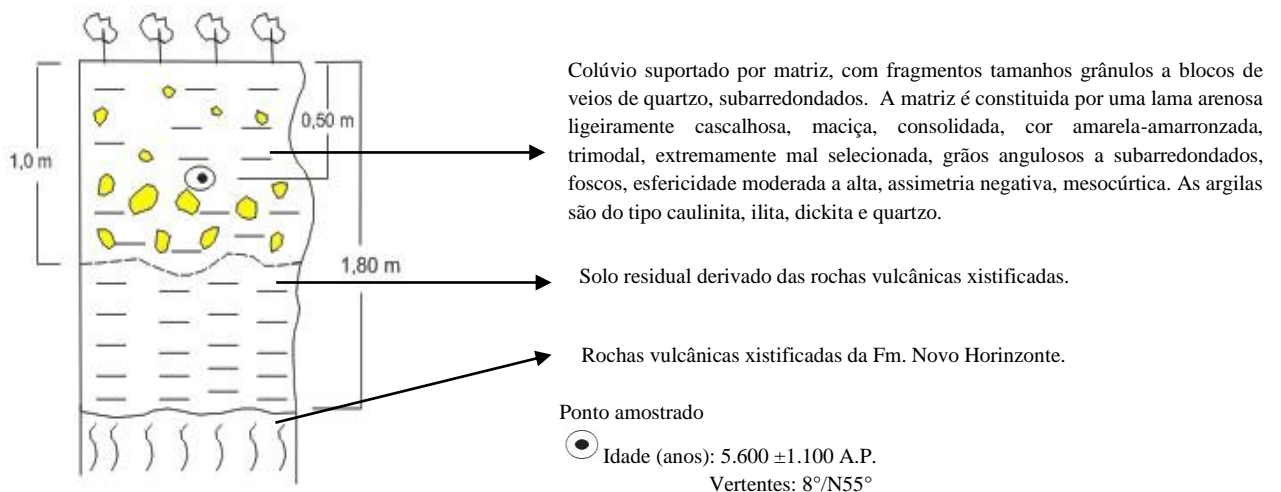 Colúvio suportado por matriz, com fragmentos tamanhos grânulos a blocos de
veios de quartzo, subarredondados. A matriz é constituida por uma lama arenosa
ligeiramente cascalhosa, maciça, consolidada, cor amarela-amarronzada,
trimodal, extremamente mal selecionada, grãos angulosos a subarredondados,
foscos, esfericidade moderada a alta, assimetria negativa, mesocúrtica. As argilas
são do tipo caulinita, ilita, dickita e quartzo.
0,50 m
1,0 m
1,80 m
Solo residual derivado das rochas vulcânicas xistificadas.
Rochas vulcânicas xistificadas da Fm. Novo Horinzonte.
Ponto amostrado
Idade (anos): 5.600 ±1.100 A.P.
Vertentes: 8°/N55°